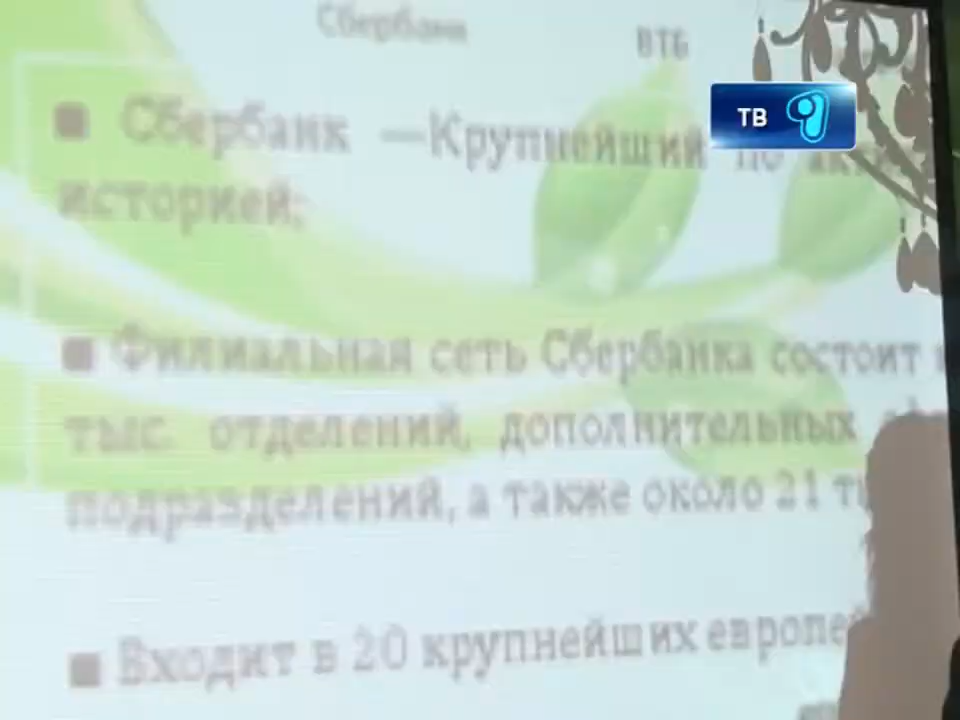 Сбербанк ВТБ
ТВ
Сбербанк —Крупнейший по
историей;
Филиальная сеть Сбербанка состоит
тыс. отделений, дополнительных
подразделений, а также около 21
Входит в 20 крупнейших